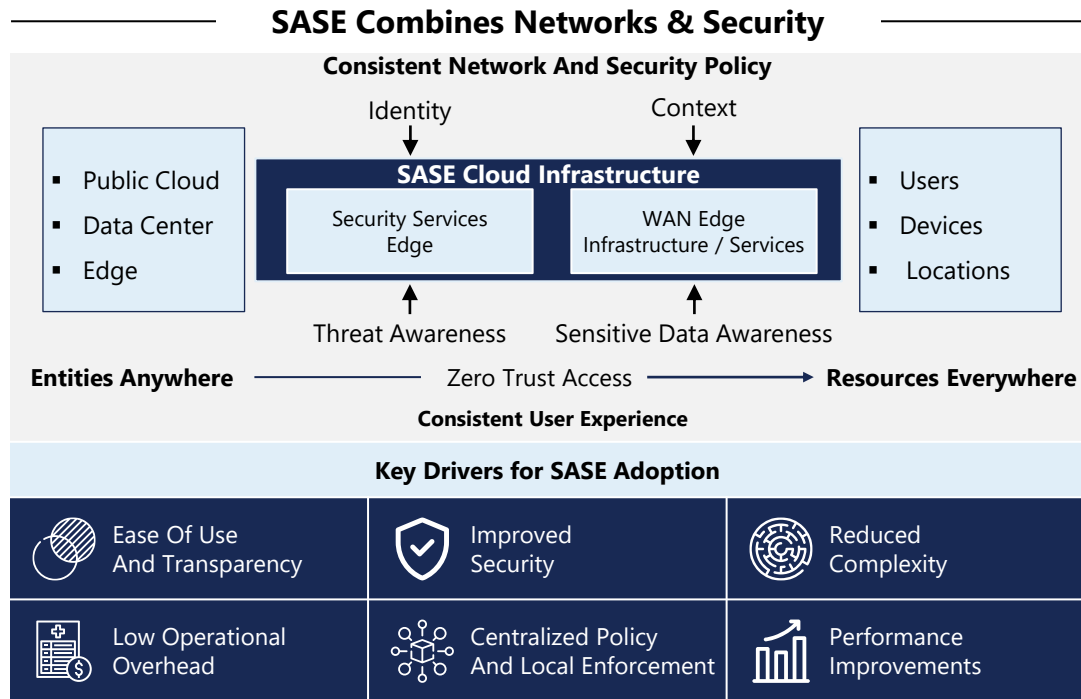 SASE Combines Networks & Security
Consistent Network And Security Policy
Identity
Context
▪ Public Cloud
▪ Data Center
▪ Edge
SASE Cloud Infrastructure
Security Services
Edge
WAN Edge
Infrastructure / Services
▪ Users
▪ Devices
▪ Locations
Threat Awareness
Sensitive Data Awareness
Entities Anywhere
Zero Trust Access
Resources Everywhere
Consistent User Experience
Key Drivers for SASE Adoption
Ease Of Use
And Transparency
Improved
Security
Reduced
Complexity
Low Operational
Overhead
$
Centralized Policy
And Local Enforcement
Performance
Improvements